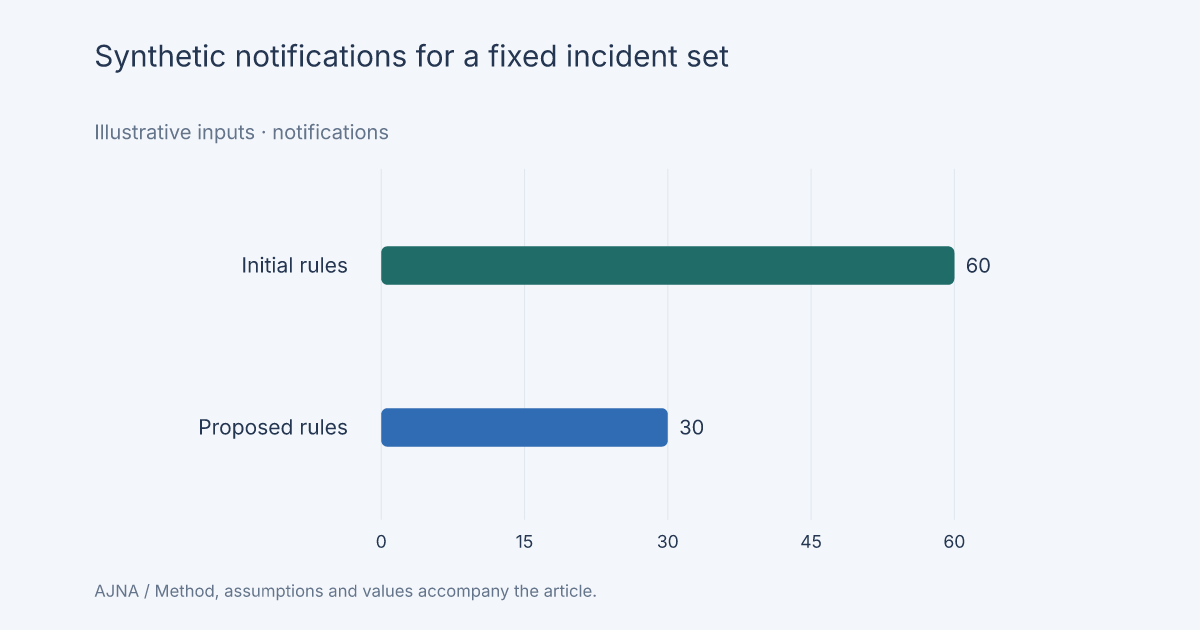 Synthetic notifications for a fixed incident set
Illustrative inputs · notifications
Initial rules
60
Proposed rules
30
0 15 30 45 60
AJNA / Method, assumptions and values accompany the article.